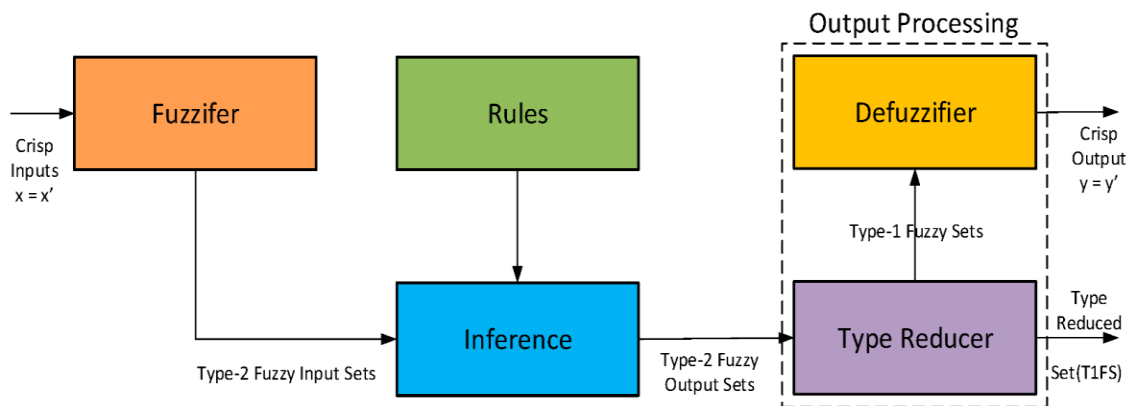 Output Processing
Fuzzifer
Rules
Defuzzifier
Crisp
Inputs
x = x’
Crisp
Output
y = y’
Type-1 Fuzzy Sets
Inference
Type Reducer
Type
Reduced
Set(T1FS)
Type-2 Fuzzy Input Sets
Type-2 Fuzzy
Output Sets